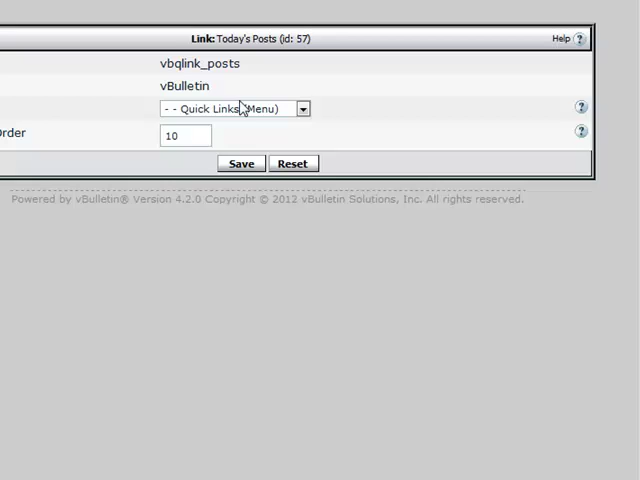 Link: Today's Posts (id: 57) Help ?
vbqlink_posts
vBulletin
- - Quick Links (Menu) ?
Order 10 ?
Save Reset
Powered by vBulletin® Version 4.2.0 Copyright © 2012 vBulletin Solutions, Inc. All rights reserved.